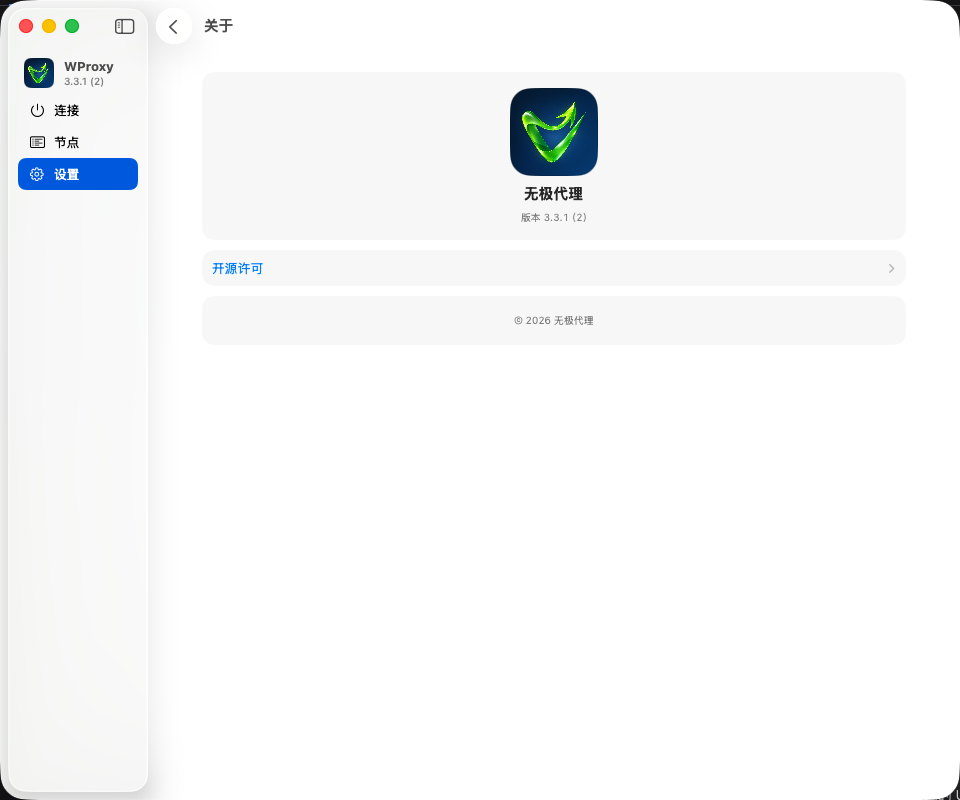 关于
WProxy
3.3.1 (2)
连接
节点
设置
无极代理
版本 3.3.1 (2)
开源许可
© 2026 无极代理